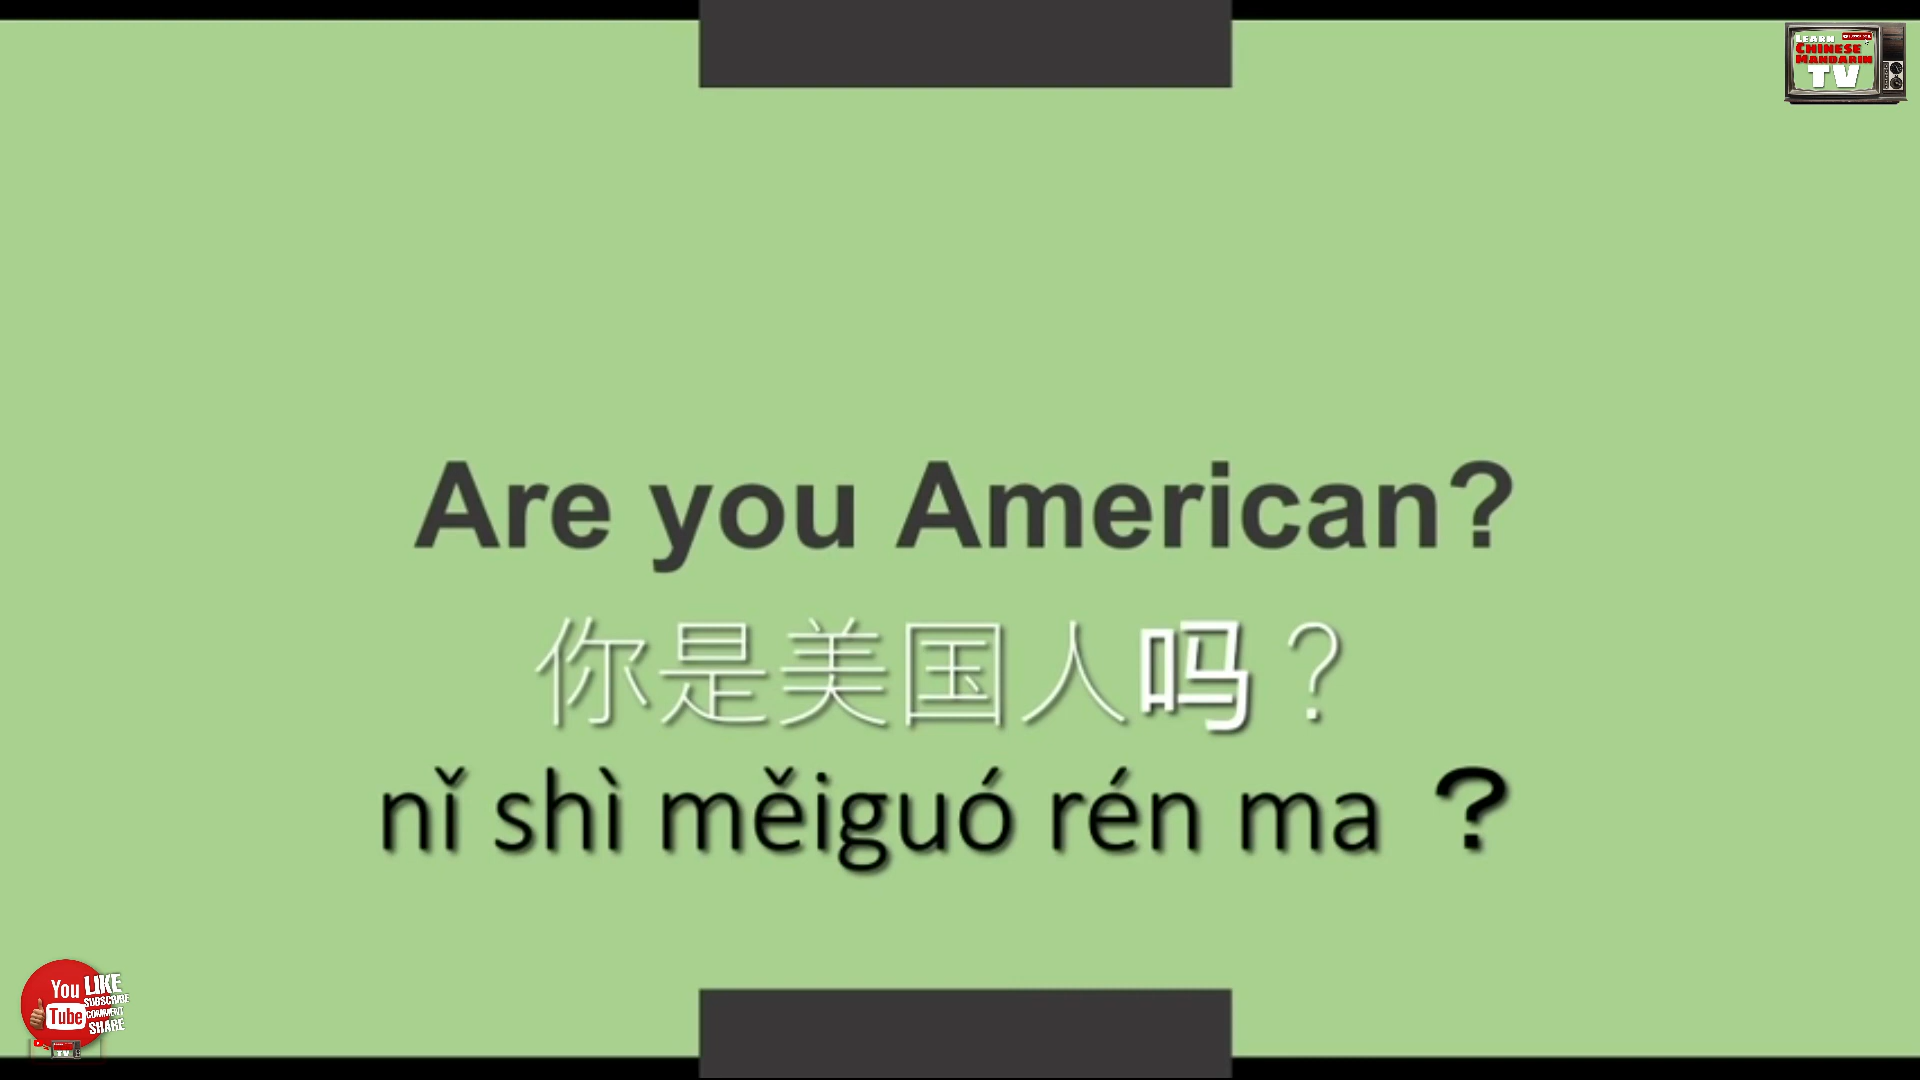 LEARN
CHINESE
MANDARIN
TV
Are you American?
你是美国人吗？
nǐ shì měiguó rén ma ？
You LIKE
SUBSCRIBE
Tube COMMENT
SHARE
TV